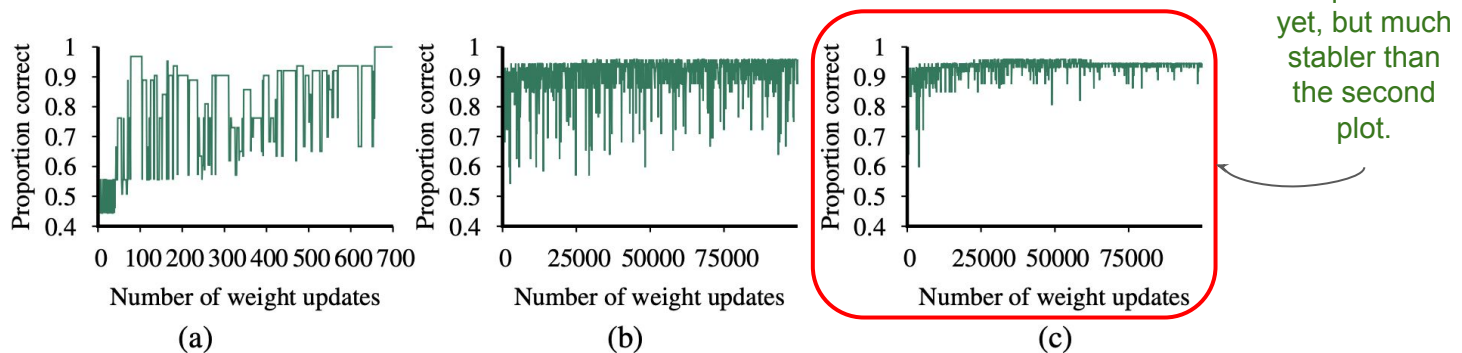 yet, but much
stabler than
the second
plot.
Proportion correct
1
0.9
0.8
0.7
0.6
0.5
0.4
0 100 200 300 400 500 600 700
Number of weight updates
(a)
Proportion correct
1
0.9
0.8
0.7
0.6
0.5
0.4
0 25000 50000 75000
Number of weight updates
(b)
Proportion correct
1
0.9
0.8
0.7
0.6
0.5
0.4
0 25000 50000 75000
Number of weight updates
(c)